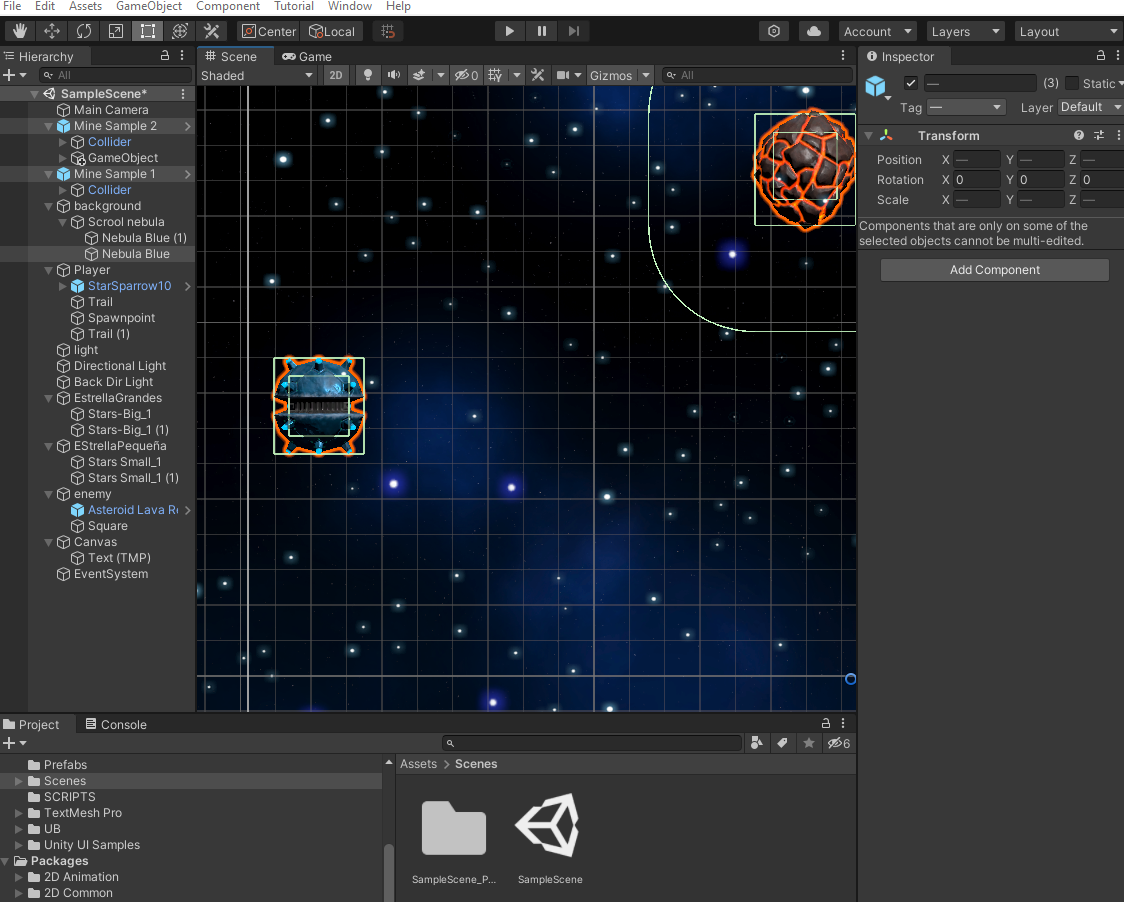 File Edit Assets GameObject Component Tutorial Window Help
Center Local Account Layers Layout
Hierarchy
All
SampleScene*
Main Camera
Mine Sample 2
Collider
GameObject
Mine Sample 1
Collider
background
Scrool nebula
Nebula Blue (1)
Nebula Blue
Player
StarSparrow10
Trail
Spawnpoint
Trail (1)
light
Directional Light
Back Dir Light
EstrellaGrandes
Stars-Big_1
Stars-Big_1 (1)
EStrellaPequeña
Stars Small_1
Stars Small_1 (1)
enemy
Asteroid Lava Re
Square
Canvas
Text (TMP)
EventSystem
Scene Game
Shaded 2D 0 Gizmos All
Inspector
— (3) Static
Tag — Layer Default
Transform
Position X — Y — Z —
Rotation X 0 Y 0 Z 0
Scale X — Y — Z —
Components that are only on some of the
selected objects cannot be multi-edited.
Add Component
Project Console
6
Prefabs
Scenes
SCRIPTS
TextMesh Pro
UB
Unity UI Samples
Packages
2D Animation
2D Common
Assets > Scenes
SampleScene_P... SampleScene